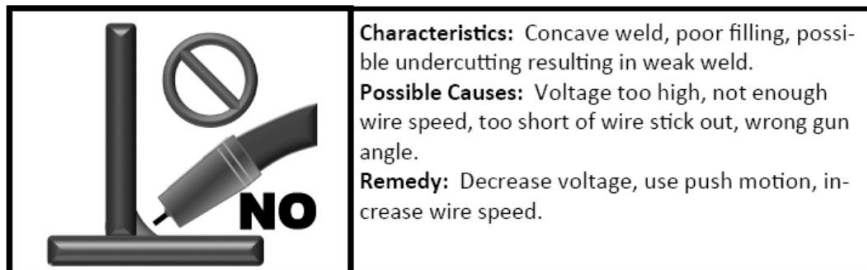 NO
Characteristics: Concave weld, poor filling, possi-
ble undercutting resulting in weak weld.
Possible Causes: Voltage too high, not enough
wire speed, too short of wire stick out, wrong gun
angle.
Remedy: Decrease voltage, use push motion, in-
crease wire speed.